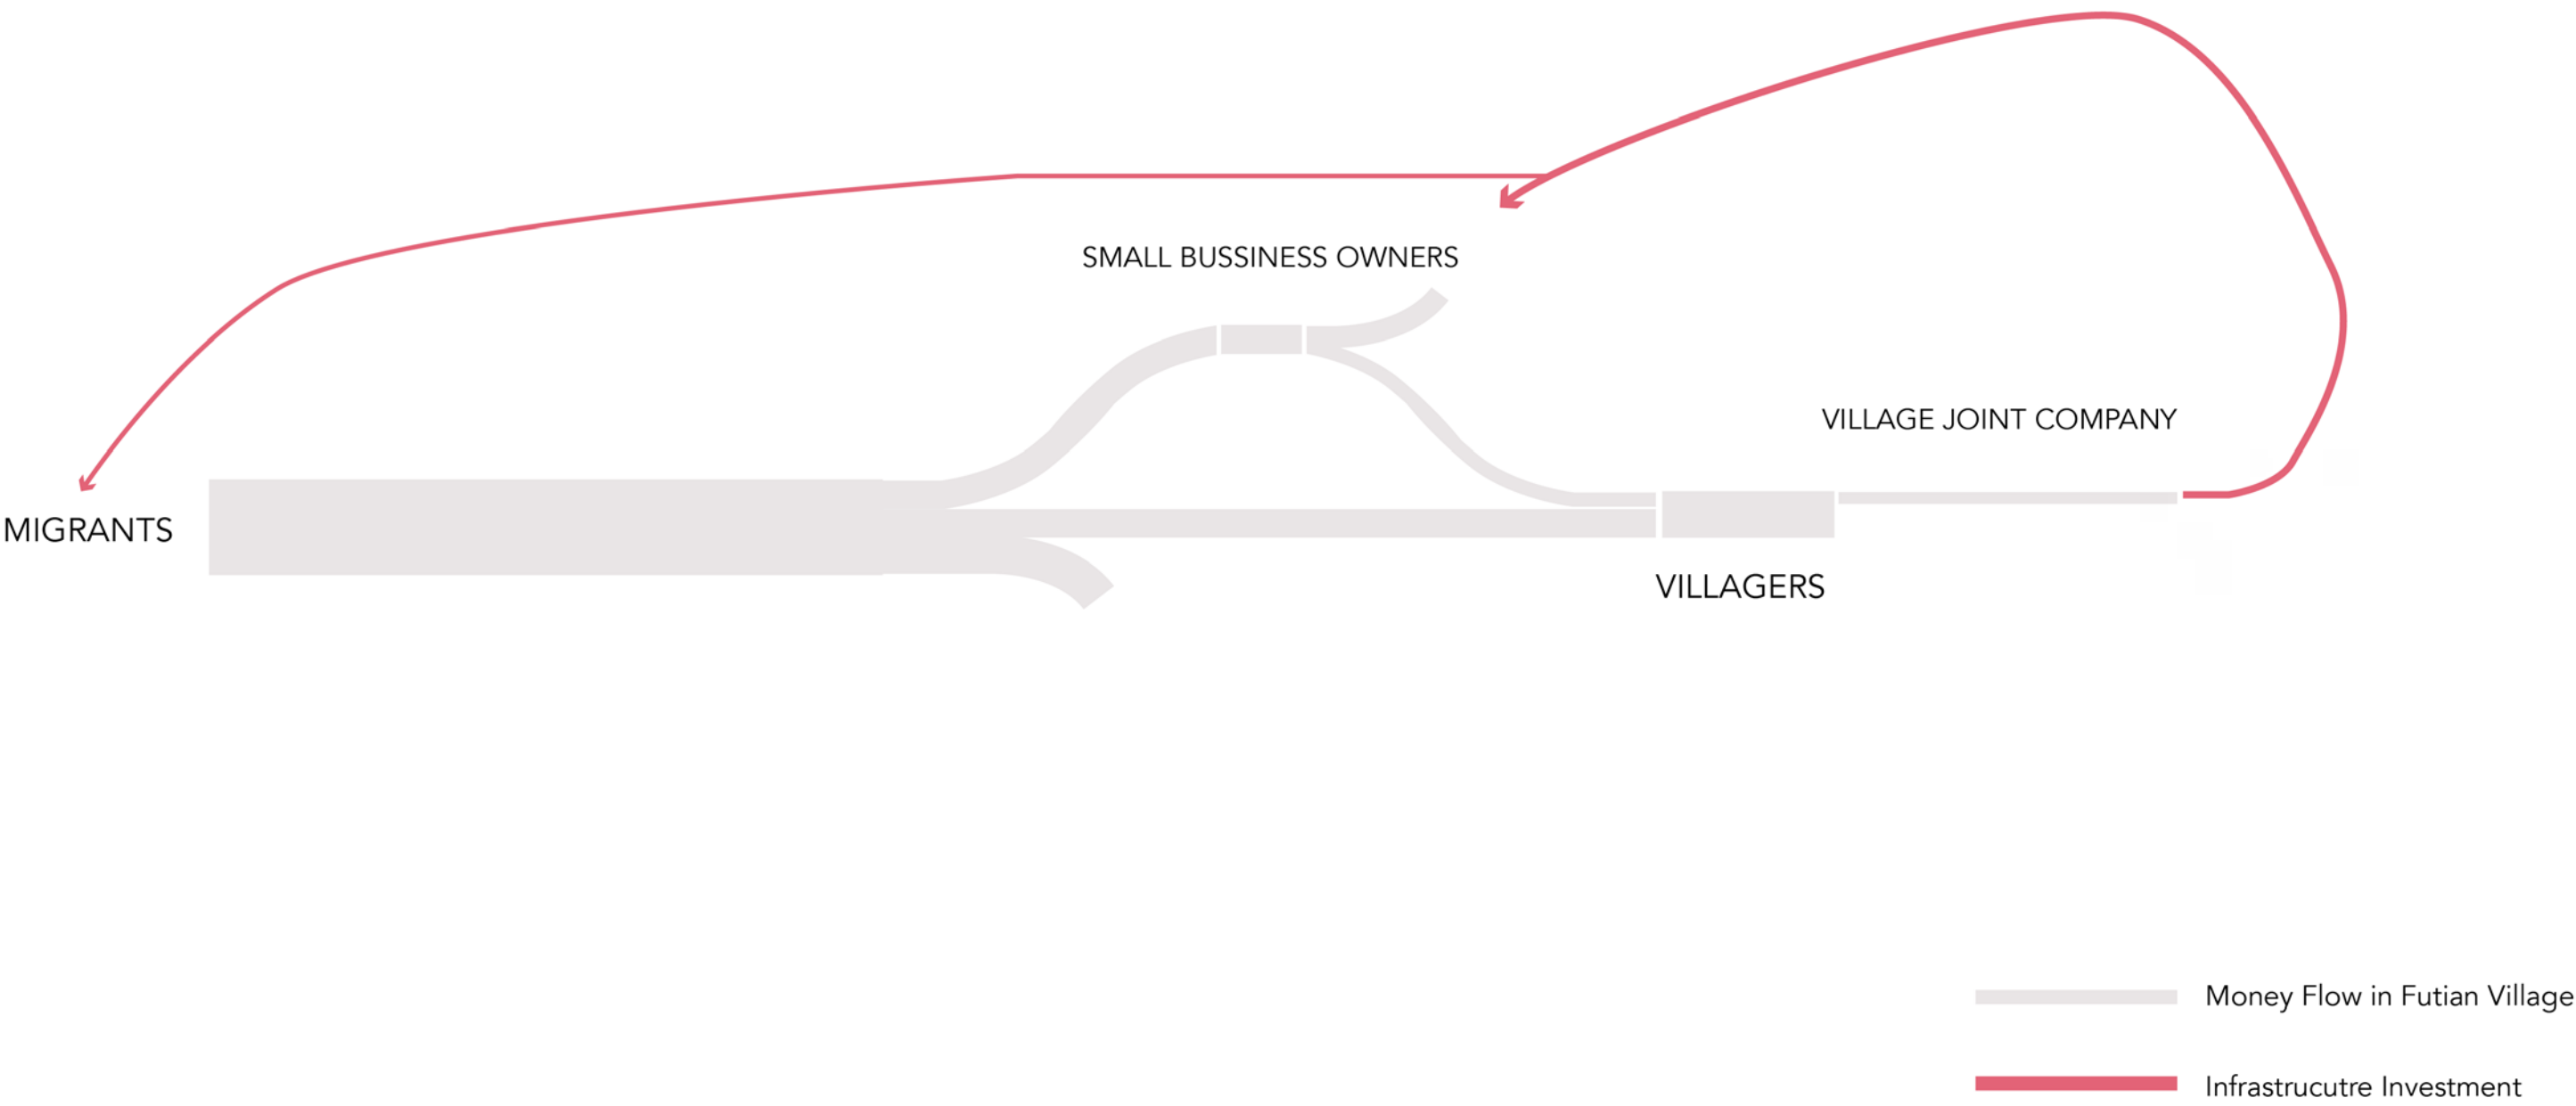 SMALL BUSSINESS OWNERS
VILLAGE JOINT COMPANY
MIGRANTS
VILLAGERS
Money Flow in Futian Village
Infrastrucutre Investment